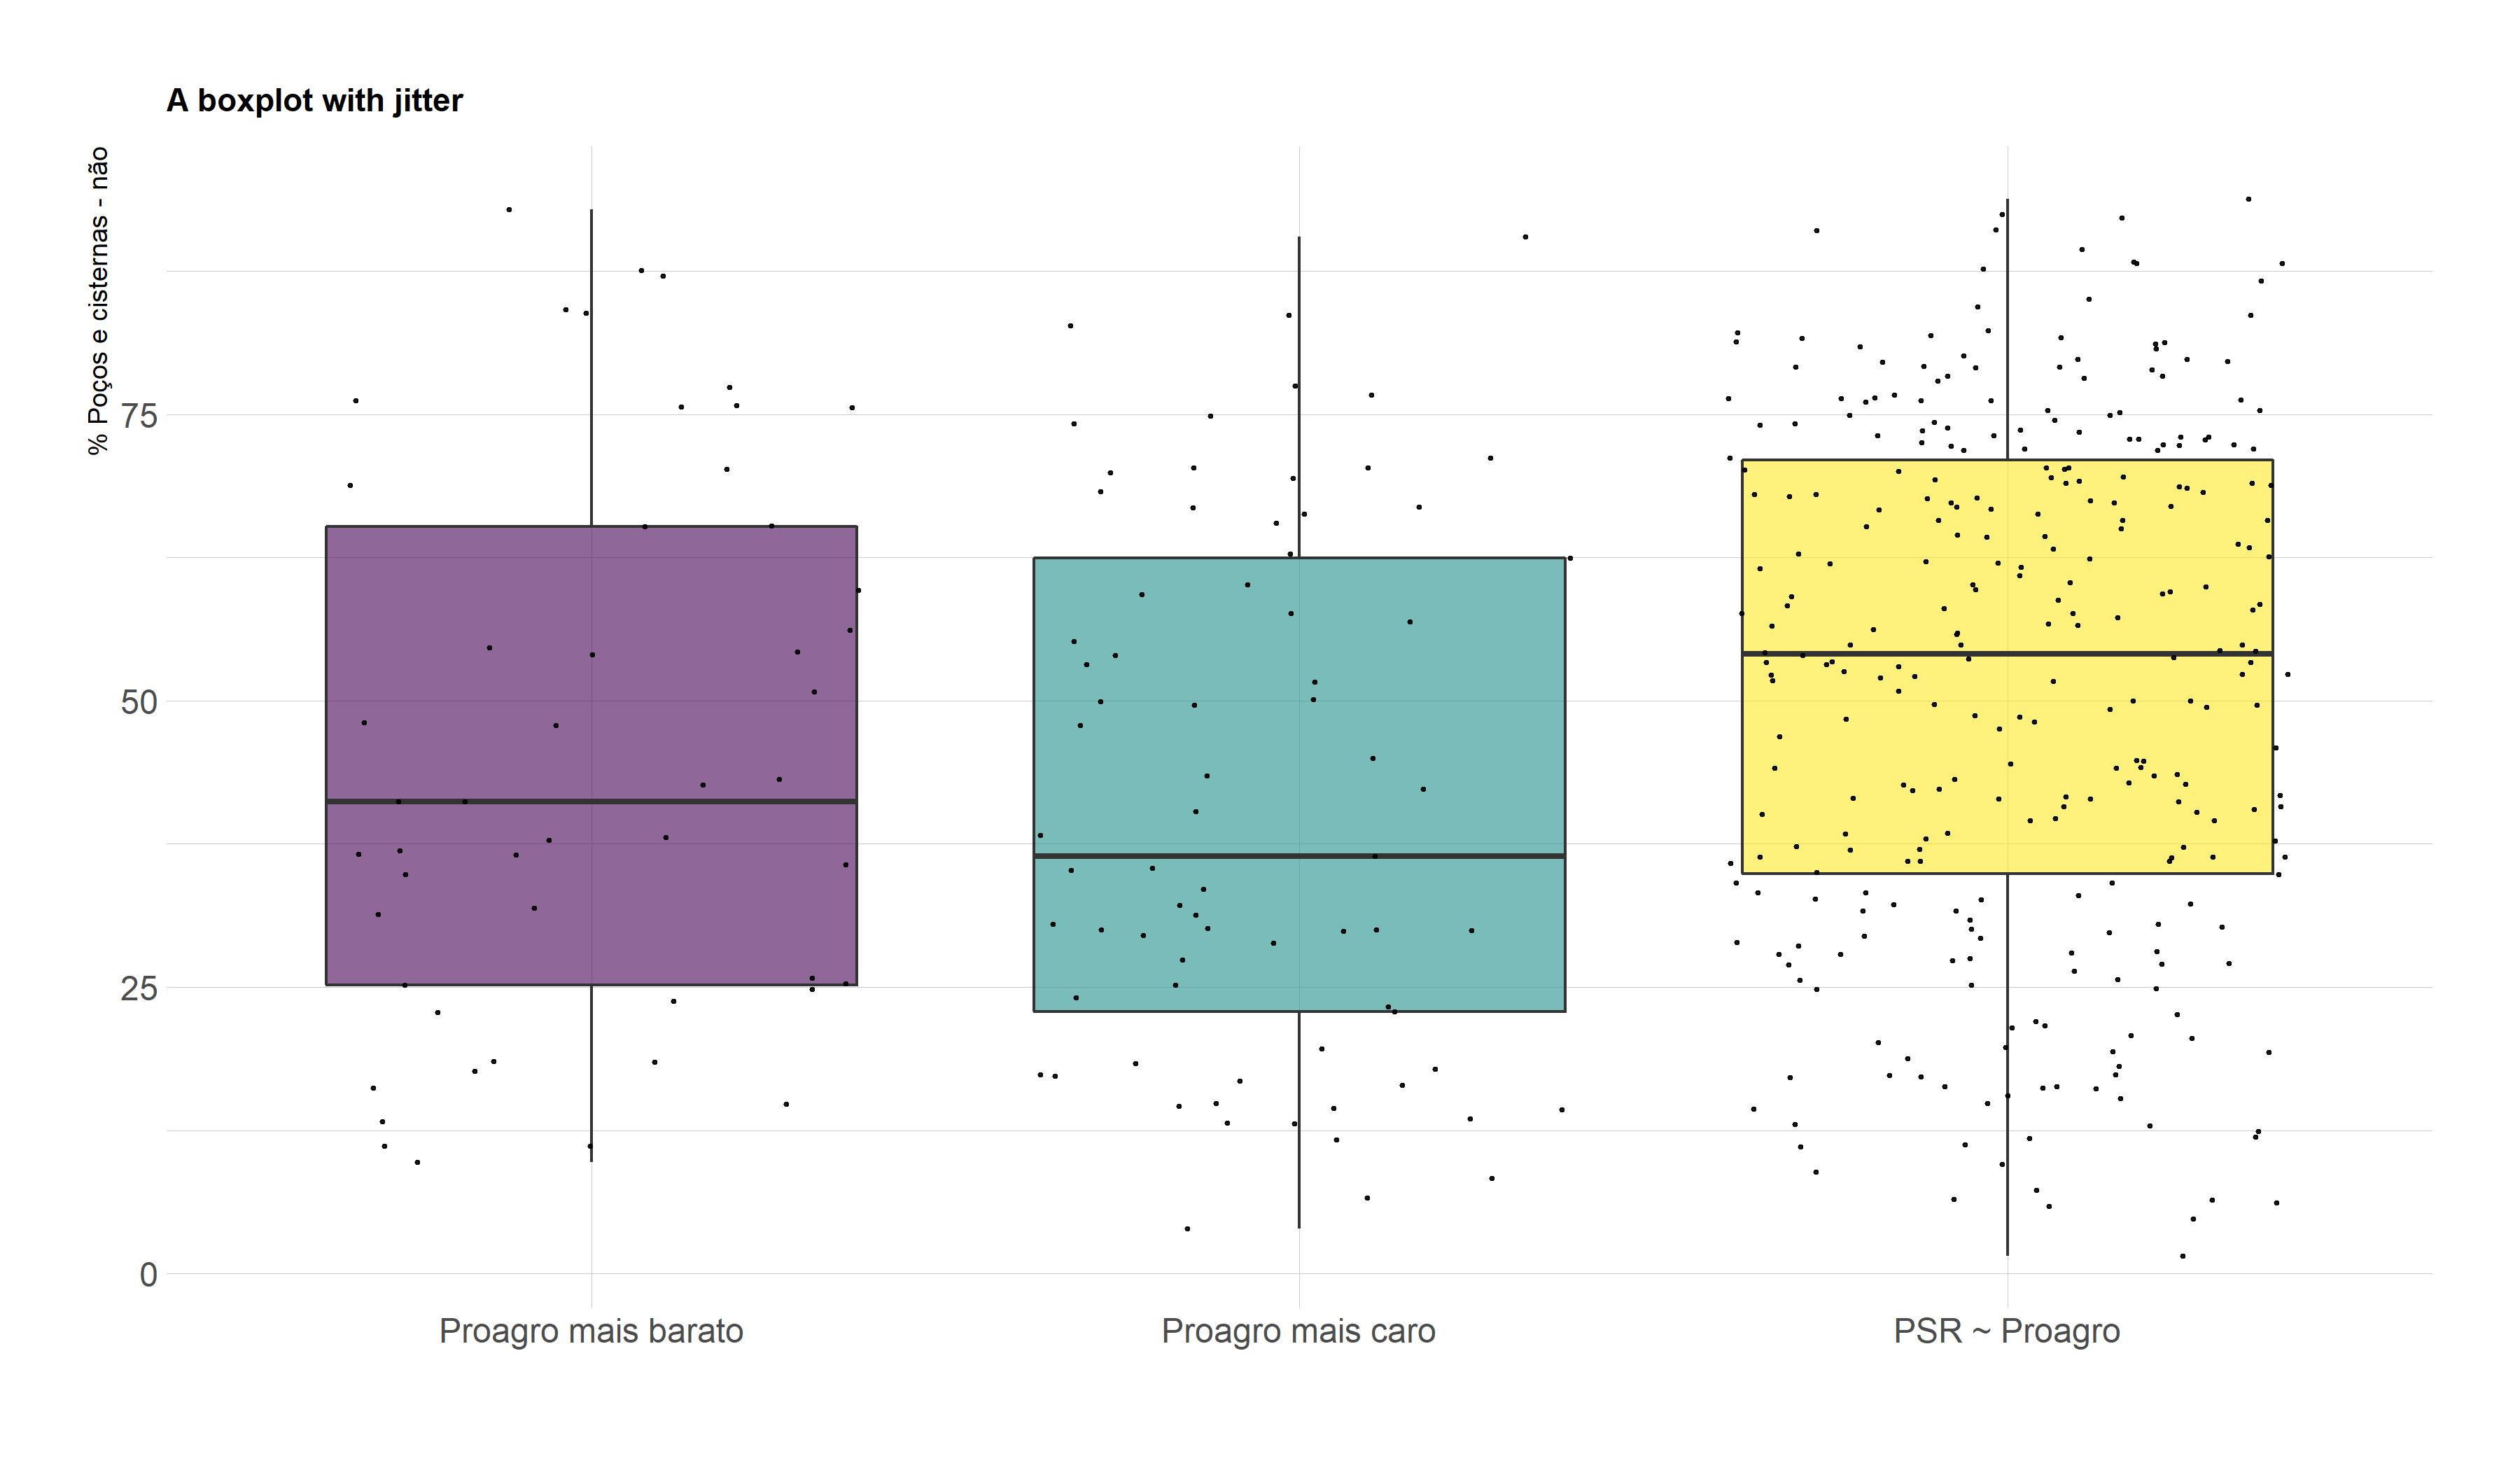 A boxplot with jitter
% Poços e cisternas - não
75
50
25
0
Proagro mais barato
Proagro mais caro
PSR ~ Proagro